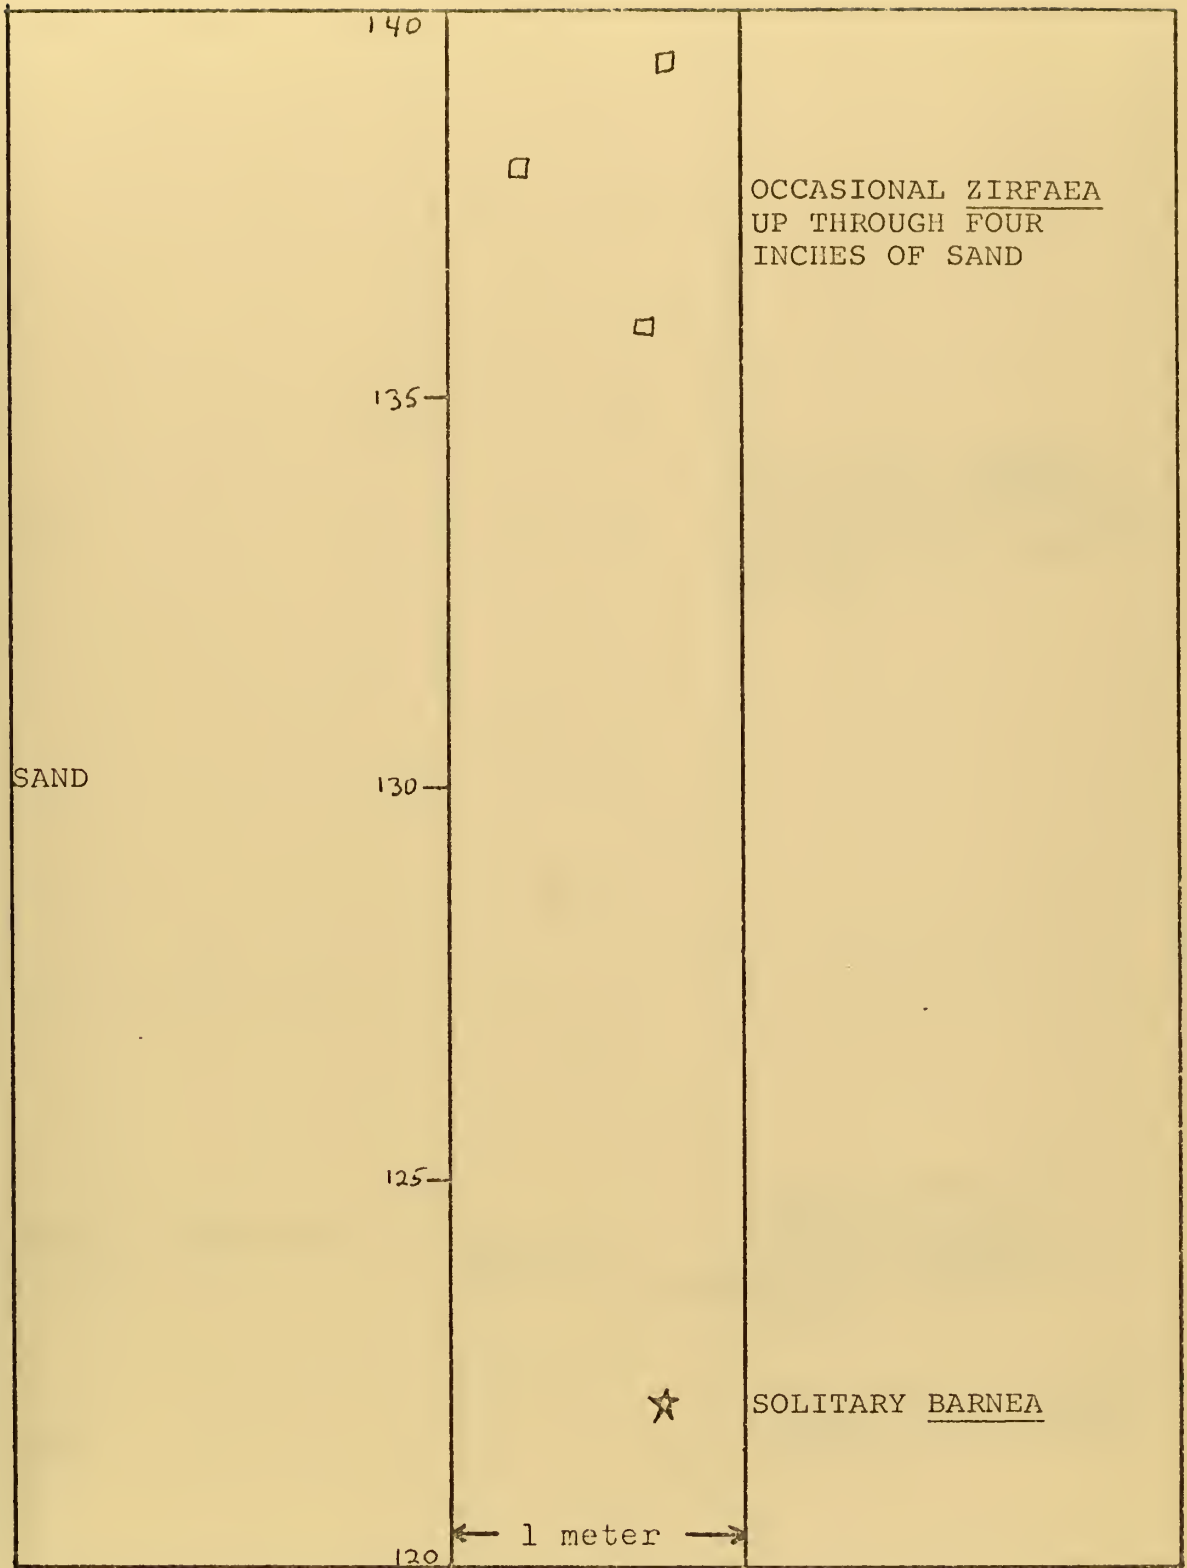 140
OCCASIONAL ZIRFAEA
UP THROUGH FOUR
INCHES OF SAND
135
SAND
130
125
SOLITARY BARNEA
1 meter
120